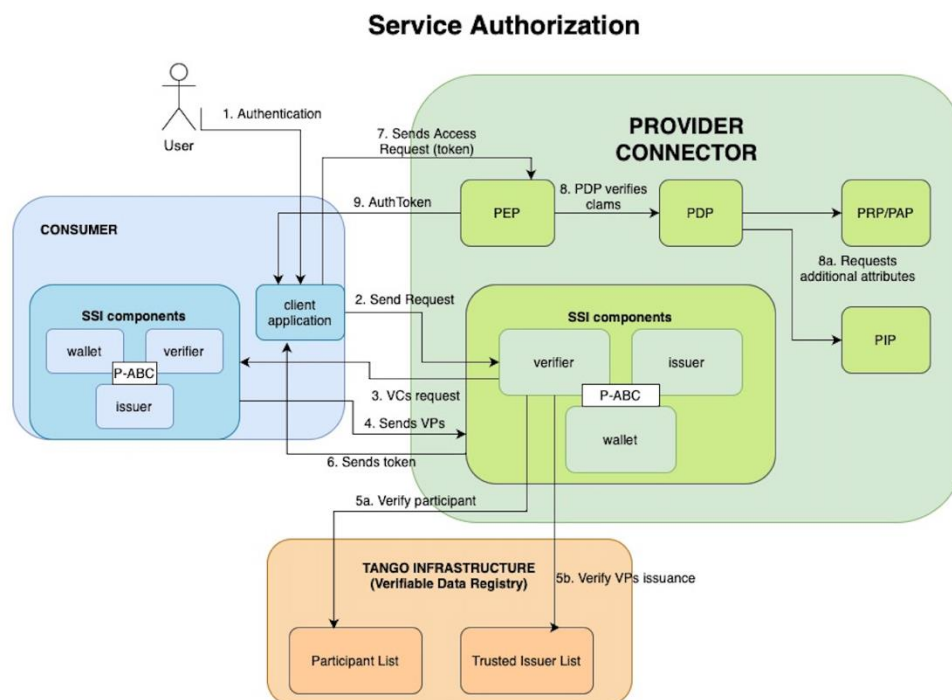 Service Authorization
User
1. Authentication
7. Sends Access
Request (token)
PROVIDER
CONNECTOR
9. AuthToken
PEP
8. PDP verifies
clams
PDP
PRP/PAP
8a. Requests
additional attributes
PIP
CONSUMER
client
application
2. Send Request
SSI components
wallet
verifier
P-ABC
issuer
3. VCs request
4. Sends VPs
6. Sends token
SSI components
verifier
issuer
P-ABC
wallet
5a. Verify participant
5b. Verify VPs issuance
TANGO INFRASTRUCTURE
(Verifiable Data Registry)
Participant List
Trusted Issuer List